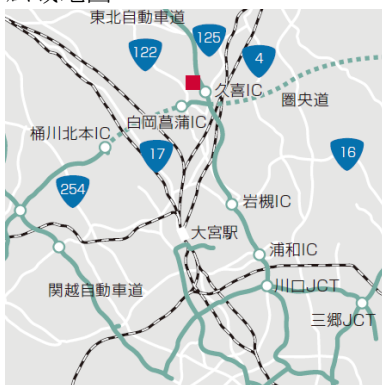 東北自動車道
122
125
4
久喜IC
圏央道
白岡菖蒲IC
桶川北本IC
17
16
254
岩槻IC
大宮駅
浦和IC
関越自動車道
川口JCT
三郷JCT